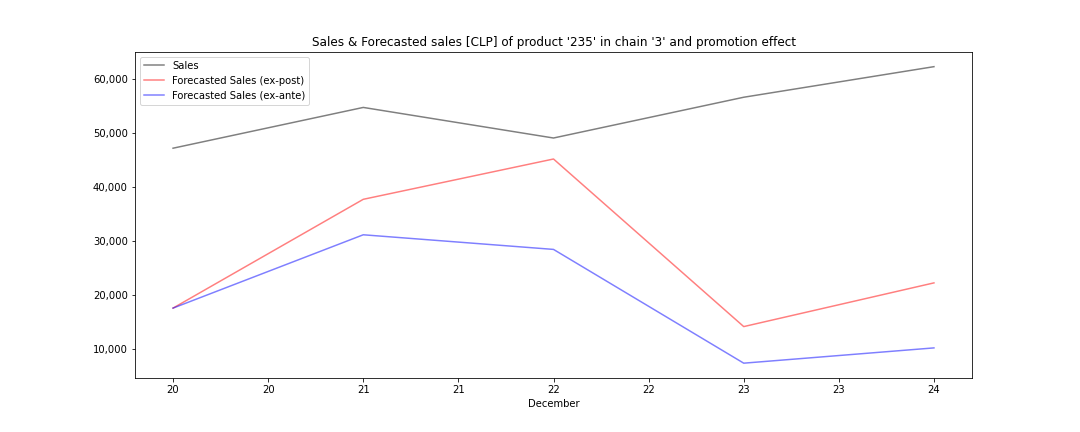 Sales & Forecasted sales [CLP] of product '235' in chain '3' and promotion effect
Sales
Forecasted Sales (ex-post)
Forecasted Sales (ex-ante)
60,000
50,000
40,000
30,000
20,000
10,000
20 20 21 21 22 22 23 23 24
December